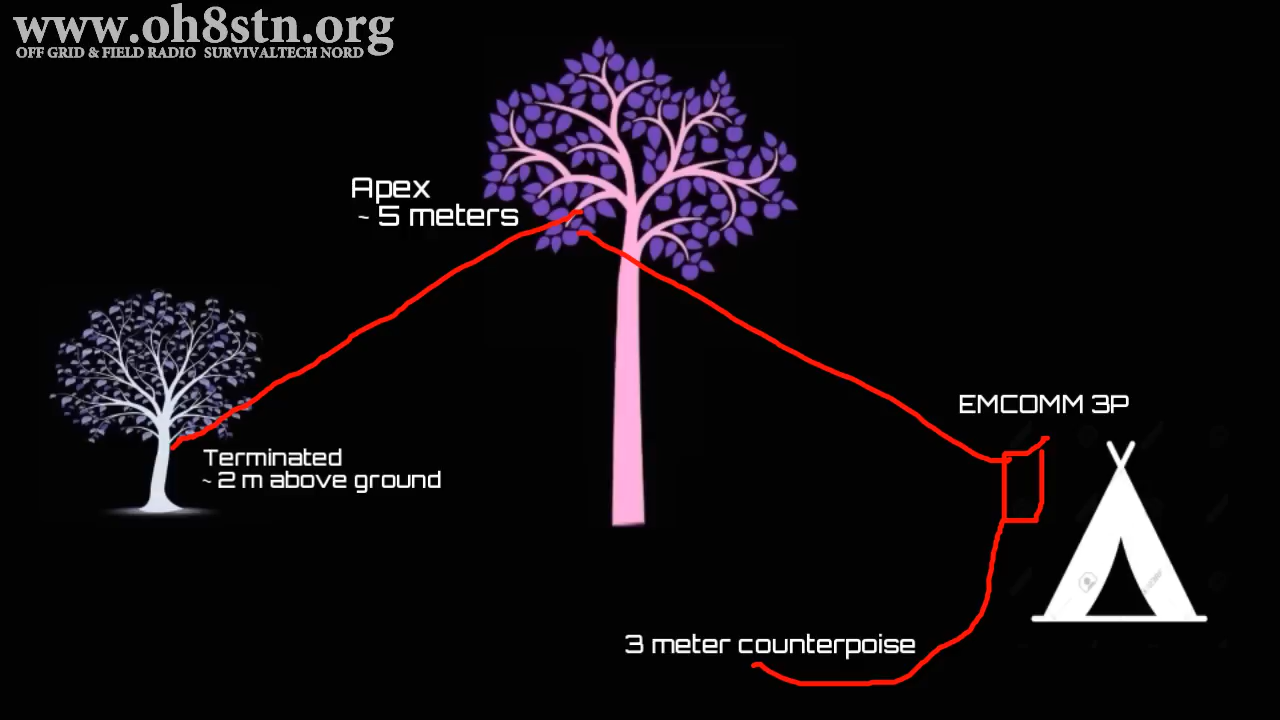 www.oh8stn.org
OFF GRID & FIELD RADIO SURVIVALTECH NORD
Apex
~ 5 meters
EMCOMM 3P
Terminated
~ 2 m above ground
3 meter counterpoise